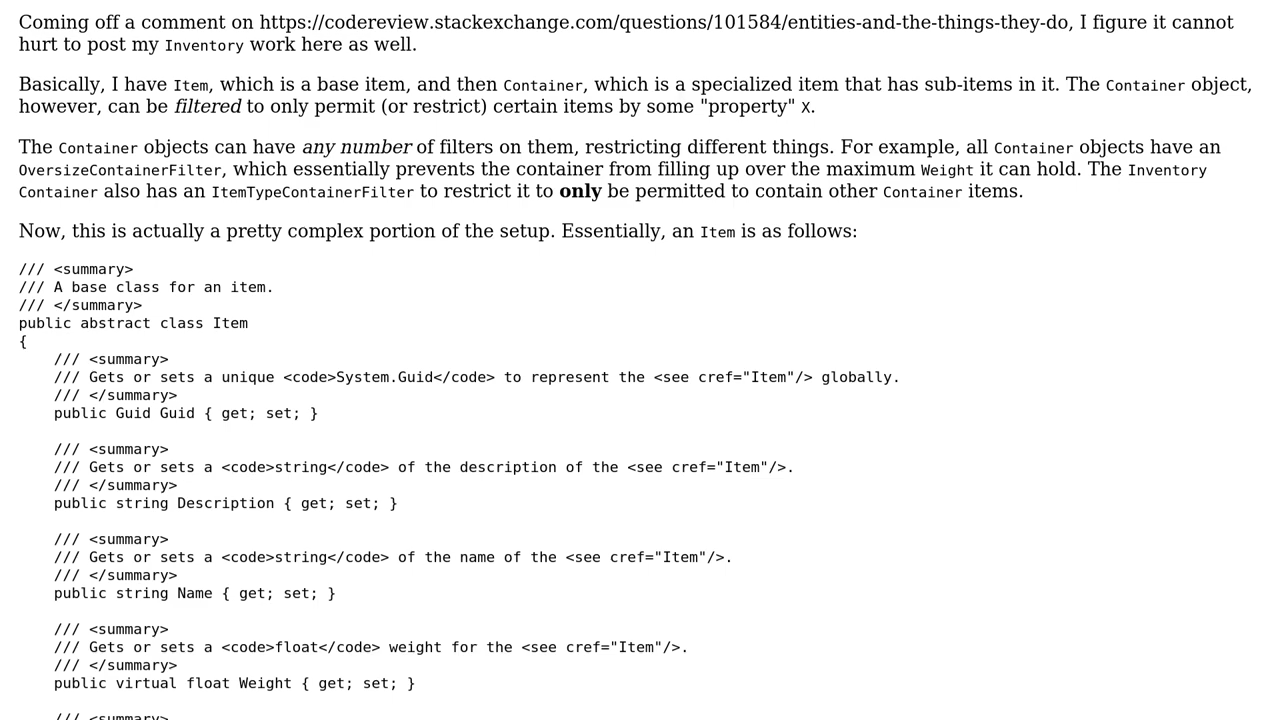 Coming off a comment on https://codereview.stackexchange.com/questions/101584/entities-and-the-things-they-do, I figure it cannot
hurt to post my Inventory work here as well.
Basically, I have Item, which is a base item, and then Container, which is a specialized item that has sub-items in it. The Container object,
however, can be filtered to only permit (or restrict) certain items by some "property" X.
The Container objects can have any number of filters on them, restricting different things. For example, all Container objects have an
OversizeContainerFilter, which essentially prevents the container from filling up over the maximum Weight it can hold. The Inventory
Container also has an ItemTypeContainerFilter to restrict it to only be permitted to contain other Container items.
Now, this is actually a pretty complex portion of the setup. Essentially, an Item is as follows:
/// <summary>
/// A base class for an item.
/// </summary>
public abstract class Item
{
    /// <summary>
    /// Gets or sets a unique <code>System.Guid</code> to represent the <see cref="Item"/> globally.
    /// </summary>
    public Guid Guid { get; set; }
    /// <summary>
    /// Gets or sets a <code>string</code> of the description of the <see cref="Item"/>.
    /// </summary>
    public string Description { get; set; }
    /// <summary>
    /// Gets or sets a <code>string</code> of the name of the <see cref="Item"/>.
    /// </summary>
    public string Name { get; set; }
    /// <summary>
    /// Gets or sets a <code>float</code> weight for the <see cref="Item"/>.
    /// </summary>
    public virtual float Weight { get; set; }
    /// <summary>